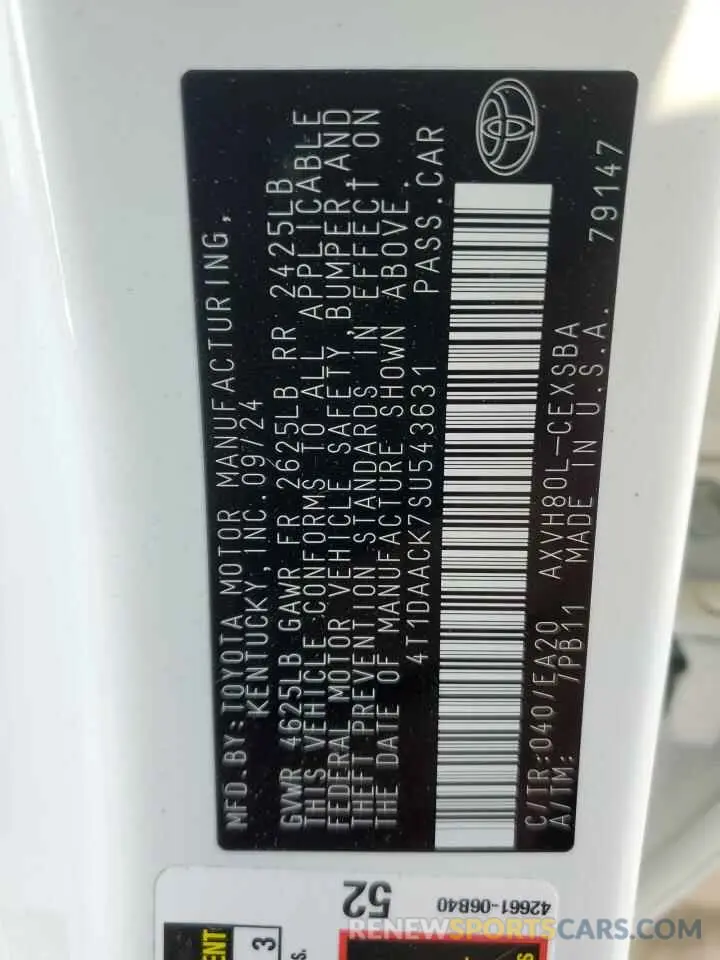 MFD.BY:TOYOTA MOTOR MANUFACTURING,
KENTUCKY,INC.09/24
GVWR 4625LB GAWR FR 2625LB RR 2425LB
THIS VEHICLE CONFORMS TO ALL APPLICABLE
FEDERAL MOTOR VEHICLE SAFETY,BUMPER,AND
THEFT PREVENTION STANDARDS IN EFFECT ON
THE DATE OF MANUFACTURE SHOWN ABOVE.
4T1DAACK7SU543631 PASS.CAR
C/TR:040/EA20 AXVH80L-CEXSBA 79147
A/TM: /PB11 MADE IN U.S.A.
52
42661-06B40
3
RENEWSPORTSCARS.COM